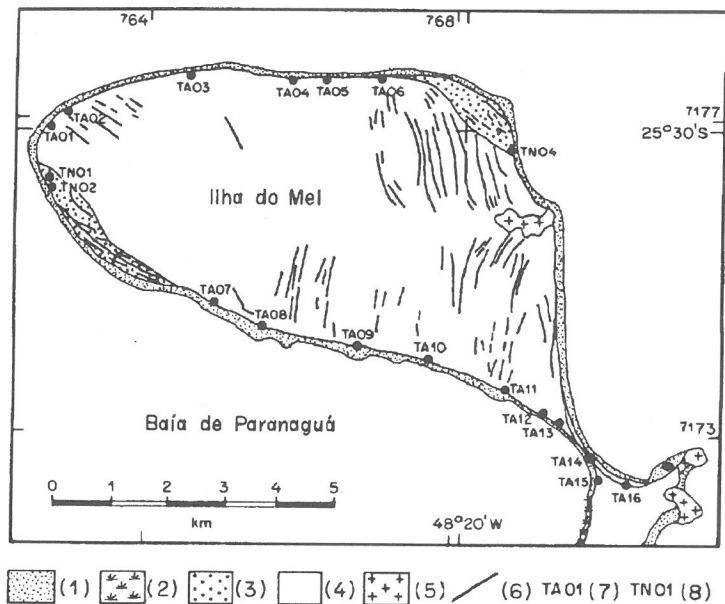 764 768
TA03 TA04 TA05 TA06
TA02
TA01
7177
25°30'S
TN04
TN01
TN02
Ilha do Mel
TA07
TA08
TA09
TA10
TA11
TA12
TA13
Baía de Paranaguá
7173
TA14
TA15
TA16
0 1 2 3 4 5
km
48°20'W
(1) (2) (3) (4) (5) (6) TA01 (7) TN01 (8)